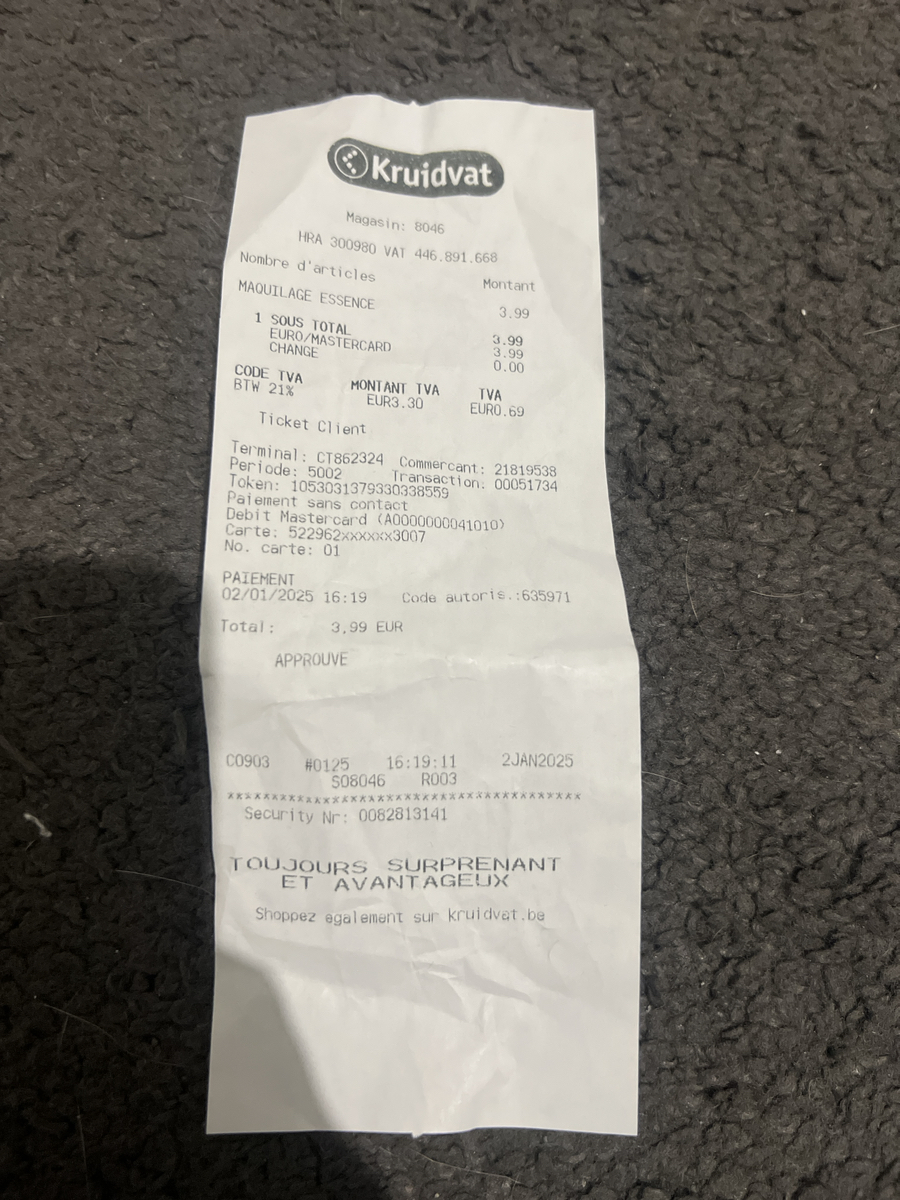 Kruidvat
Magasin: 8046
HRA 300980 VAT 446.891.668
Nombre d'articles Montant
MAQUILAGE ESSENCE 3.99
1 SOUS TOTAL 3.99
EURO/MASTERCARD 3.99
CHANGE 0.00
CODE TVA MONTANT TVA TVA
BTW 21% EUR3.30 EUR0.69
Ticket Client
Terminal: CT862324 Commercant: 21819538
Periode: 5002 Transaction: 00051734
Token: 1053031379330338559
Paiement sans contact
Debit Mastercard (A0000000041010)
Carte: 522962xxxxxx3007
No. carte: 01
PAIEMENT
02/01/2025 16:19 Code autoris.:635971
Total: 3.99 EUR
APPROUVE
C0903 #0125 16:19:11 2JAN2025
S08046 R003
****************************************
Security Nr: 0082813141
TOUJOURS SURPRENANT
ET AVANTAGEUX
Shoppez egalement sur kruidvat.be